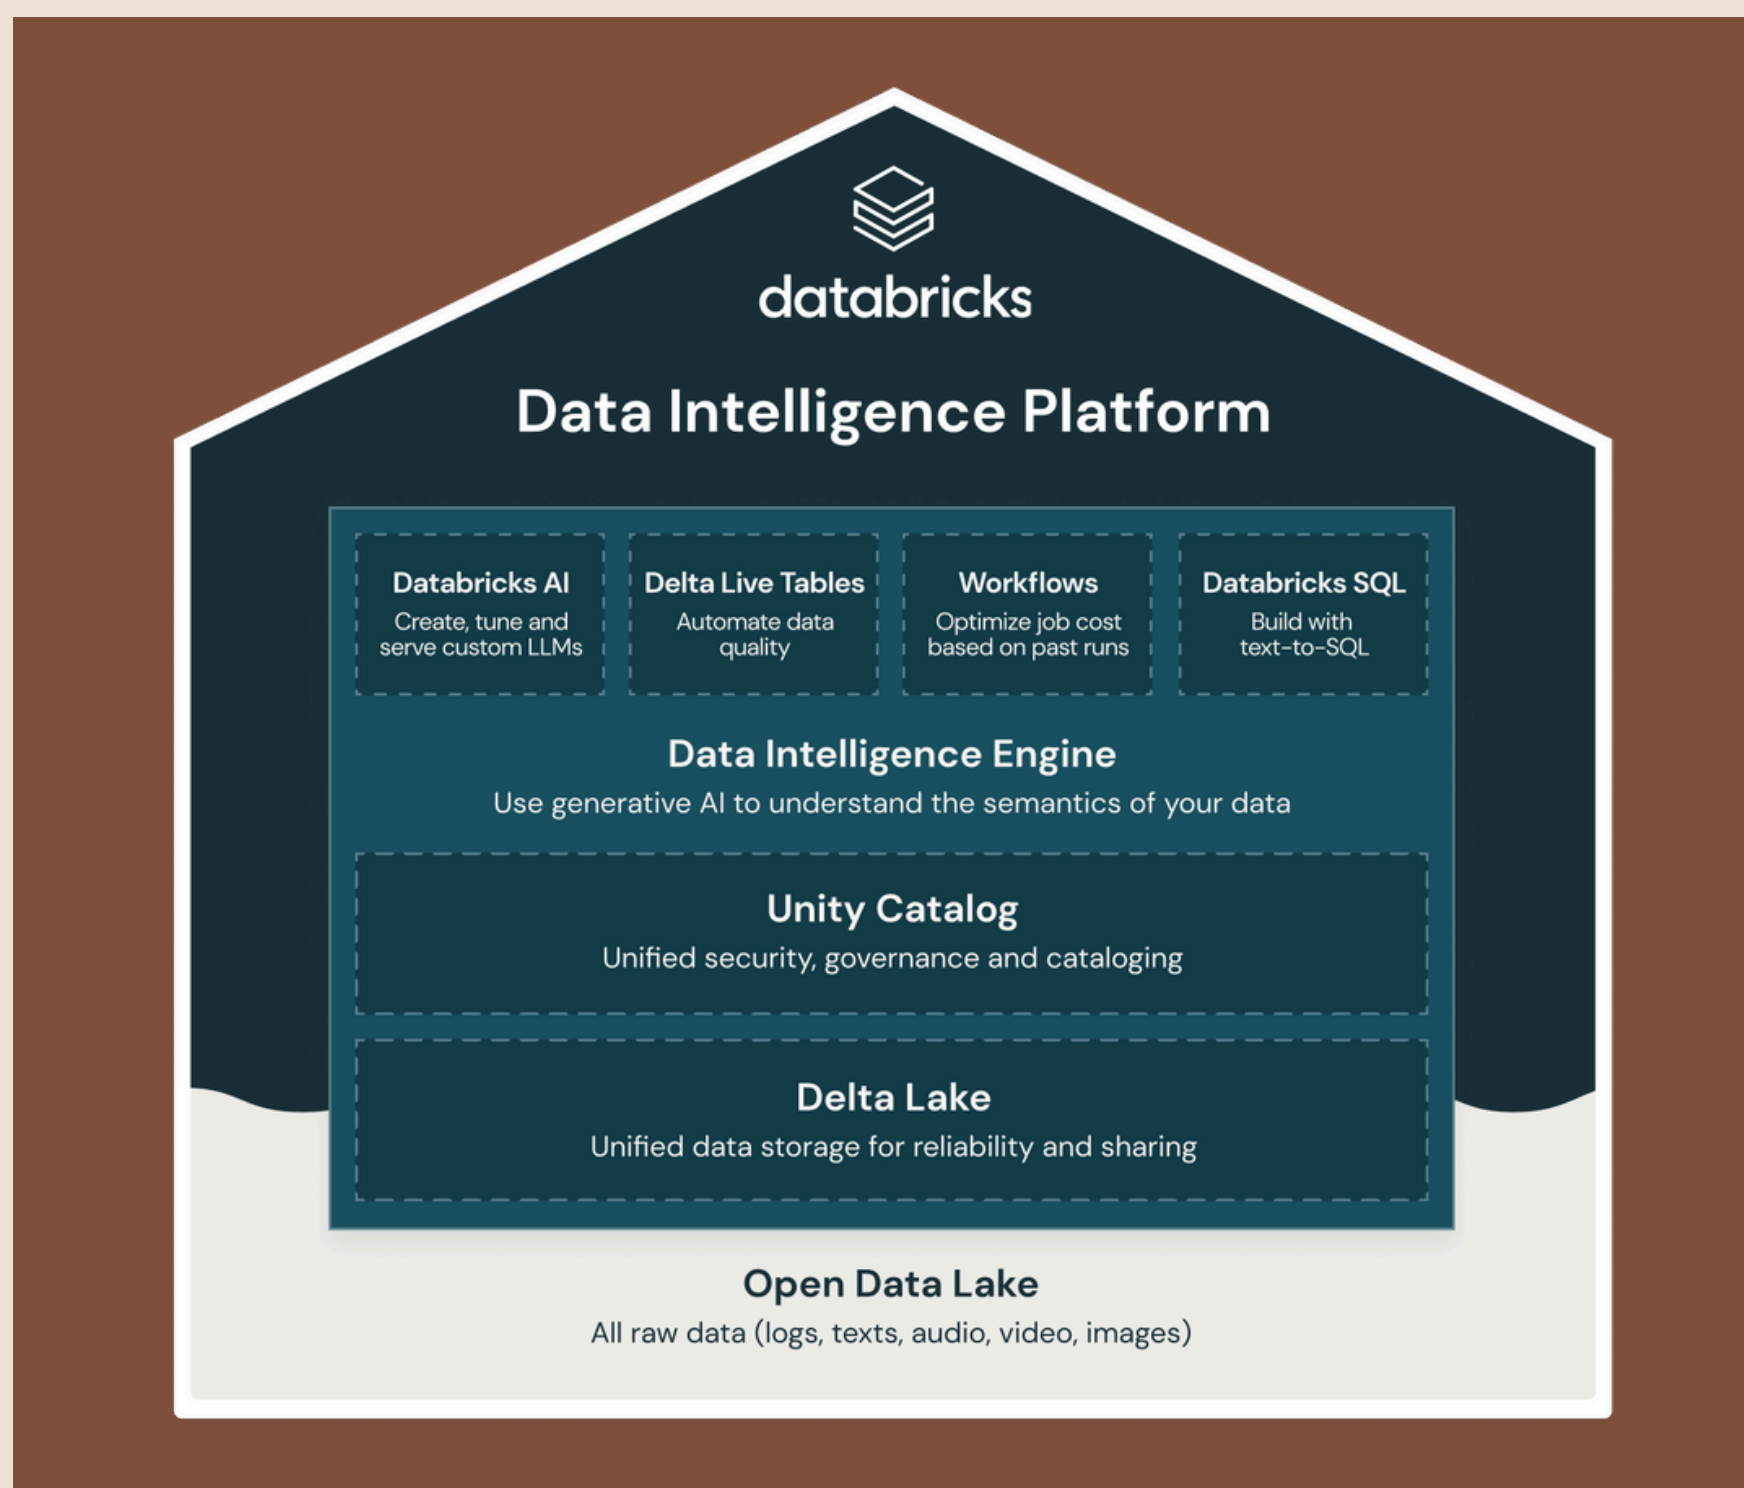 databricks
Data Intelligence Platform
Databricks AI
Create, tune and
serve custom LLMs
Delta Live Tables
Automate data
quality
Workflows
Optimize job cost
based on past runs
Databricks SQL
Build with
text-to-SQL
Data Intelligence Engine
Use generative AI to understand the semantics of your data
Unity Catalog
Unified security, governance and cataloging
Delta Lake
Unified data storage for reliability and sharing
Open Data Lake
All raw data (logs, texts, audio, video, images)